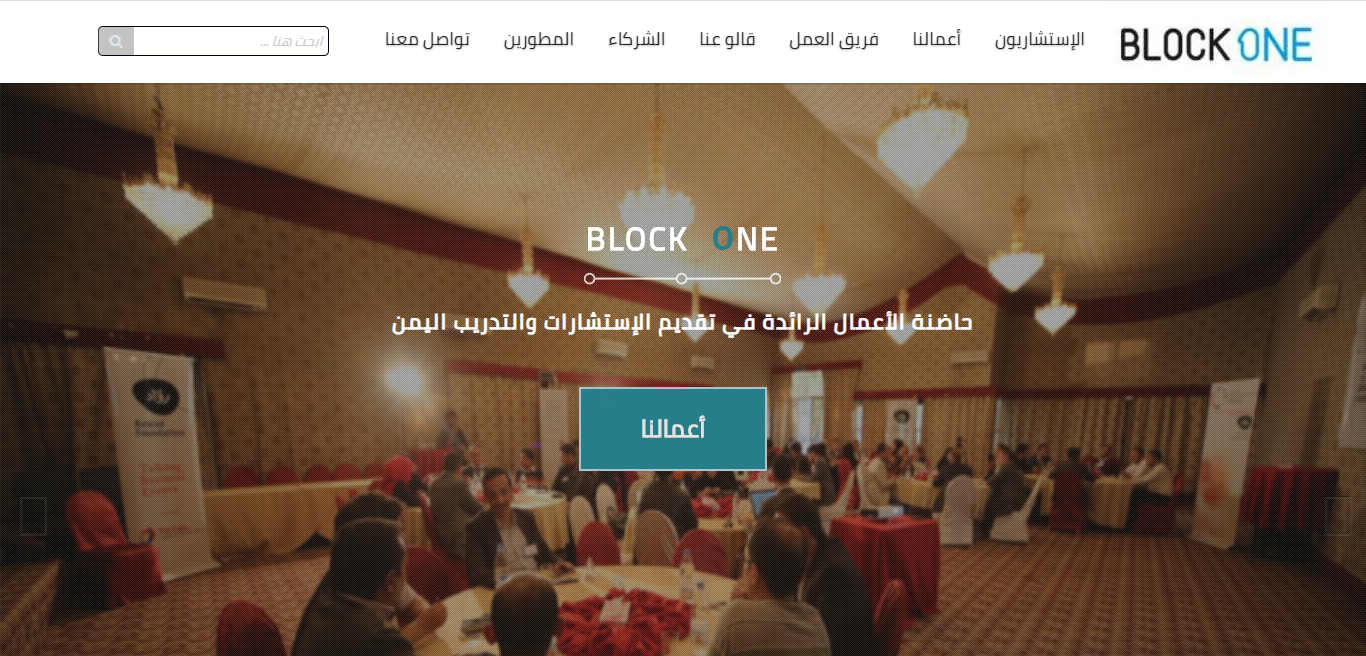 BLOCK ONE
الإستشاريون
أعمالنا
فريق العمل
قالو عنا
الشركاء
المطورين
تواصل معنا
ابحث هنا ...
BLOCK ONE
حاضنة الأعمال الرائدة في تقديم الإستشارات والتدريب اليمن
أعمالنا
رواد